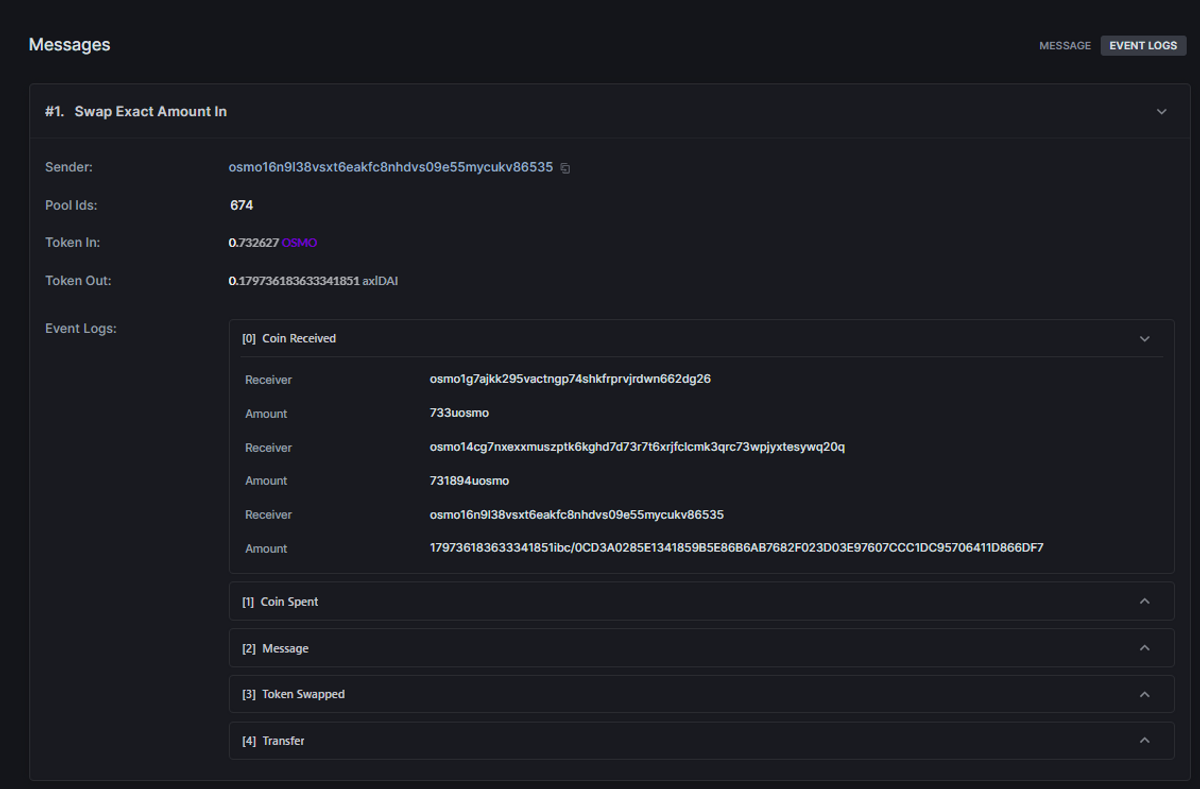 Messages
MESSAGE EVENT LOGS
#1. Swap Exact Amount In
Sender: osmo16n9l38vsxt6eakfc8nhdvs09e55mycukv86535
Pool Ids: 674
Token In: 0.732627 OSMO
Token Out: 0.179736183633341851 axlDAI
Event Logs:
[0] Coin Received
Receiver osmo1g7ajkk295vactngp74shkfrprvjrdwn662dg26
Amount 733uosmo
Receiver osmo14cg7nxexxmuszptk6kghd7d73r7t6xrjfclcmk3qrc73wpjyxtesywq20q
Amount 731894uosmo
Receiver osmo16n9l38vsxt6eakfc8nhdvs09e55mycukv86535
Amount 179736183633341851ibc/0CD3A0285E1341859B5E86B6AB7682F023D03E97607CCC1DC95706411D866DF7
[1] Coin Spent
[2] Message
[3] Token Swapped
[4] Transfer